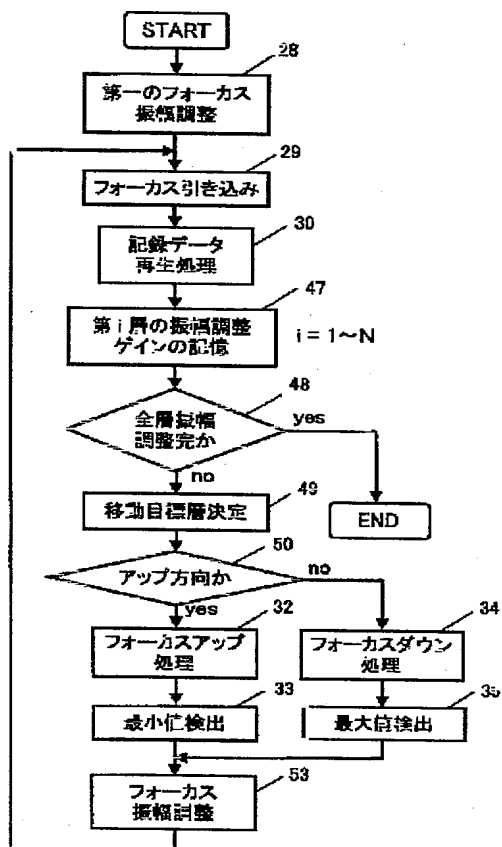 START
28
第一のフォーカス
振幅調整
29
フォーカス引き込み
30
記録データ
再生処理
47
第i層の振幅調整
ゲインの記憶
i = 1~N
48
全層振幅
調整完か
yes
no
49
移動目標層決定
END
50
アップ方向か
no
yes
32
フォーカスアップ
処理
34
フォーカスダウン
処理
33
最小値検出
35
最大値検出
53
フォーカス
振幅調整